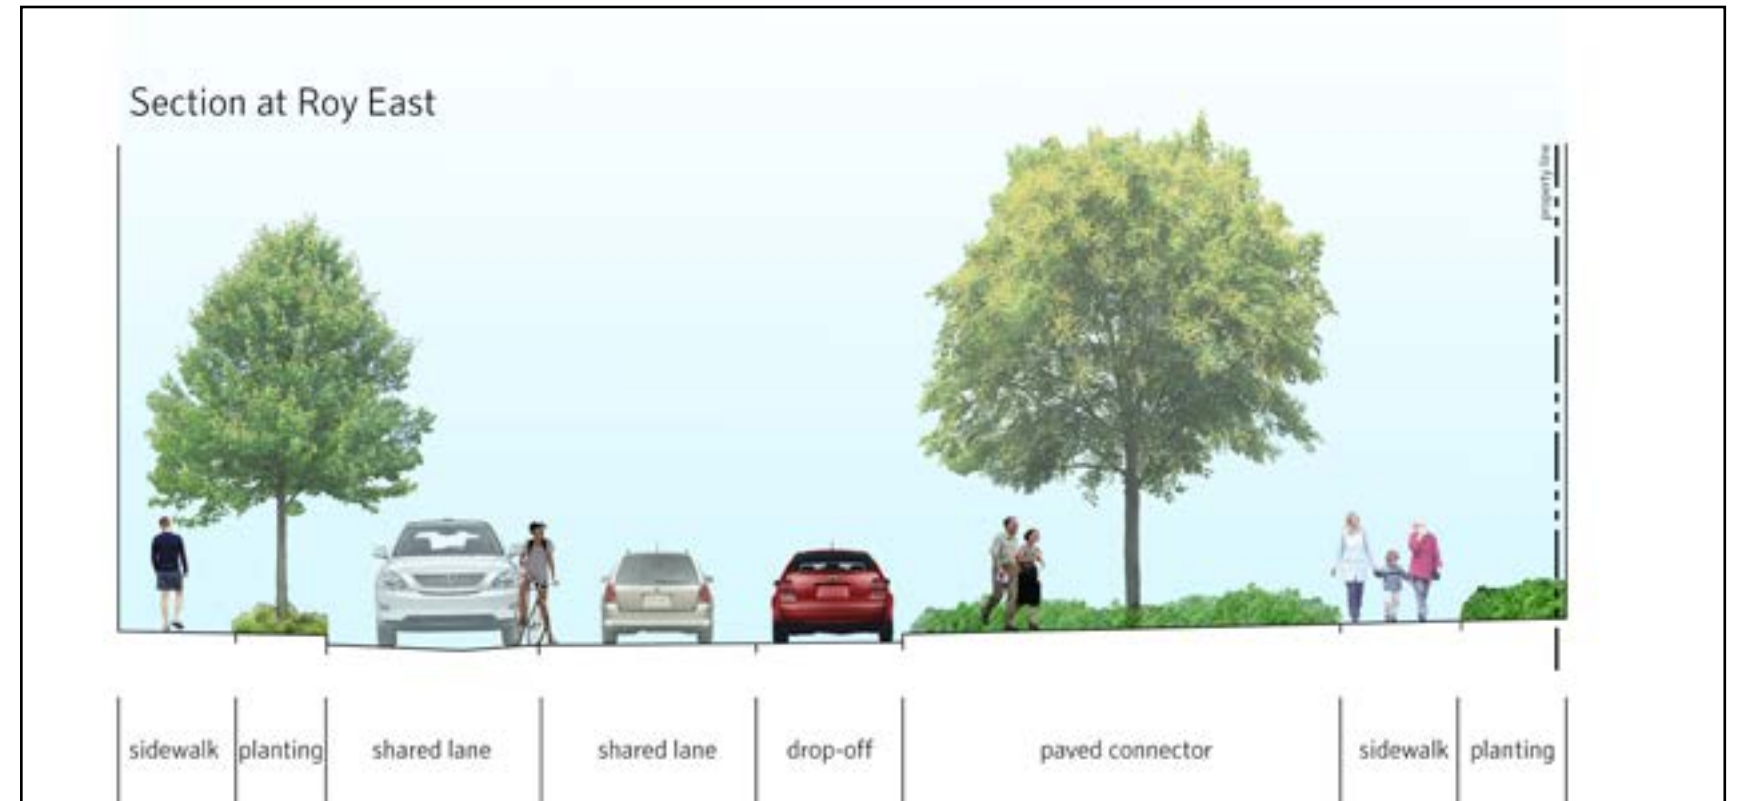 Section at Roy East
property line
sidewalk
planting
shared lane
shared lane
drop-off
paved connector
sidewalk
planting